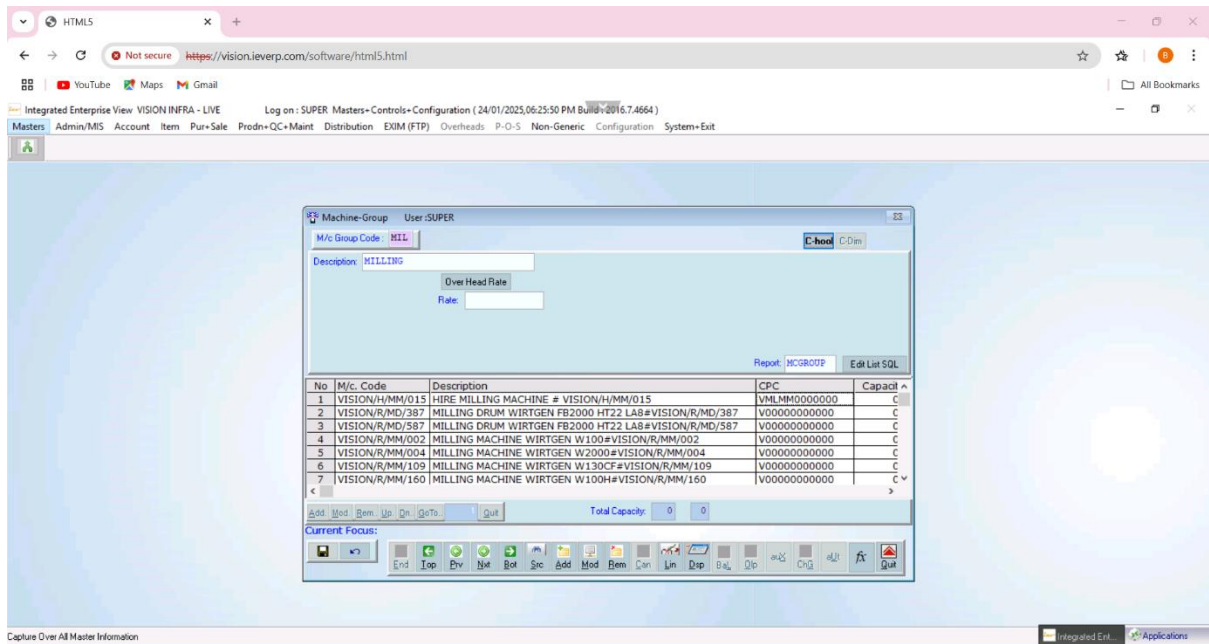 HTML5
Not secure https://vision.ieverp.com/software/html5.html
B
YouTube Maps Gmail All Bookmarks
Integrated Enterprise View VISION INFRA - LIVE Log on : SUPER Masters+Controls+Configuration ( 24/01/2025,06:25:50 PM Build : 2016.7.4664 )
Masters Admin/MIS Account Item Pur+Sale Prodn+QC+Maint Distribution EXIM (FTP) Overheads P-O-S Non-Generic Configuration System+Exit
Machine-Group User :SUPER
M/c Group Code : MIL C-hool C-Dim
Description: MILLING
Over Head Rate
Rate:
Report: MCGROUP Edit List SQL
No M/c. Code Description CPC Capacit
1 VISION/H/MM/015 HIRE MILLING MACHINE # VISION/H/MM/015 VMLMM0000000
2 VISION/R/MD/387 MILLING DRUM WIRTGEN FB2000 HT22 LA8#VISION/R/MD/387 V00000000000
3 VISION/R/MD/587 MILLING DRUM WIRTGEN FB2000 HT22 LA8#VISION/R/MD/587 V00000000000
4 VISION/R/MM/002 MILLING MACHINE WIRTGEN W100#VISION/R/MM/002 V00000000000
5 VISION/R/MM/004 MILLING MACHINE WIRTGEN W2000#VISION/R/MM/004 V00000000000
6 VISION/R/MM/109 MILLING MACHINE WIRTGEN W130CF#VISION/R/MM/109 V00000000000
7 VISION/R/MM/160 MILLING MACHINE WIRTGEN W100H#VISION/R/MM/160 V00000000000
Add. Mod. Rem. Up. Dn. GoTo.. 1 Quit Total Capacity: 0 0
Current Focus:
End Top Prv Nxt Bot Src Add Mod Rem Can Lin Dsp Bal Dlp auX ChG aUt fx Quit
Capture Over All Master Information Integrated Ent... Applications